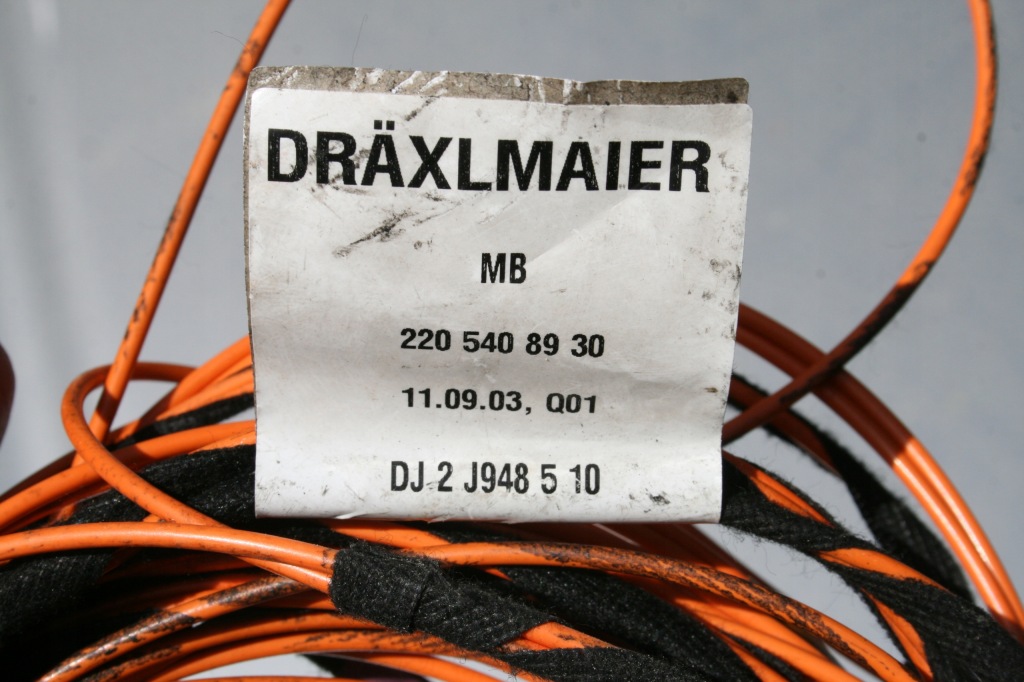 DRÄXLMAIER
MB
220 540 89 30
11.09.03, Q01
DJ 2 J948 5 10